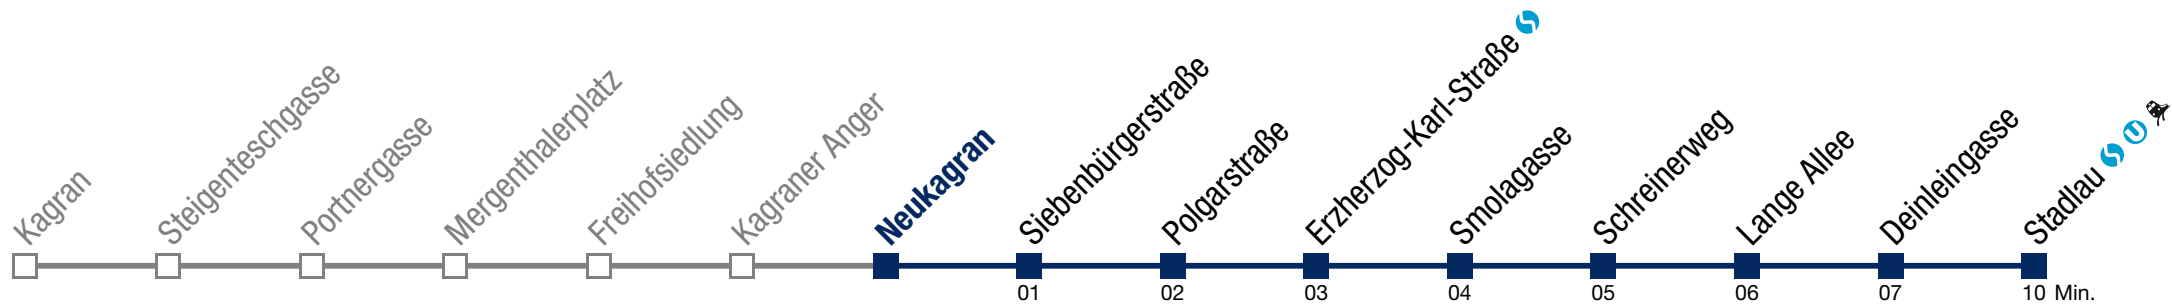 Kagran
Steigenteschgasse
Portnergasse
Mergenthalerplatz
Freihofsiedlung
Kagraner Anger
Neukagran
Siebenbürgerstraße
Polgarstraße
Erzherzog-Karl-Straße
Smolagasse
Schreinerweg
Lange Allee
Deinleingasse
Stadlau U
01 02 03 04 05 06 07 10 Min.